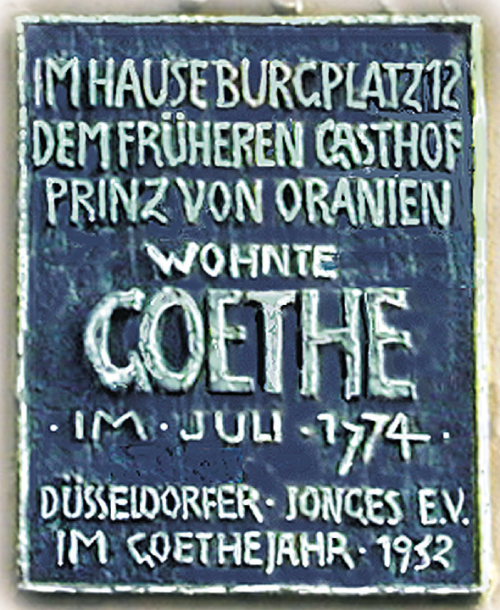 IM HAUSE BURGPLATZ 12
DEM FRÜHEREN GASTHOF
PRINZ VON ORANIEN
WOHNTE
GOETHE
· IM · JULI · 1774 ·
DÜSSELDORFER · JONGES E.V.
IM GOETHEJAHR · 1932